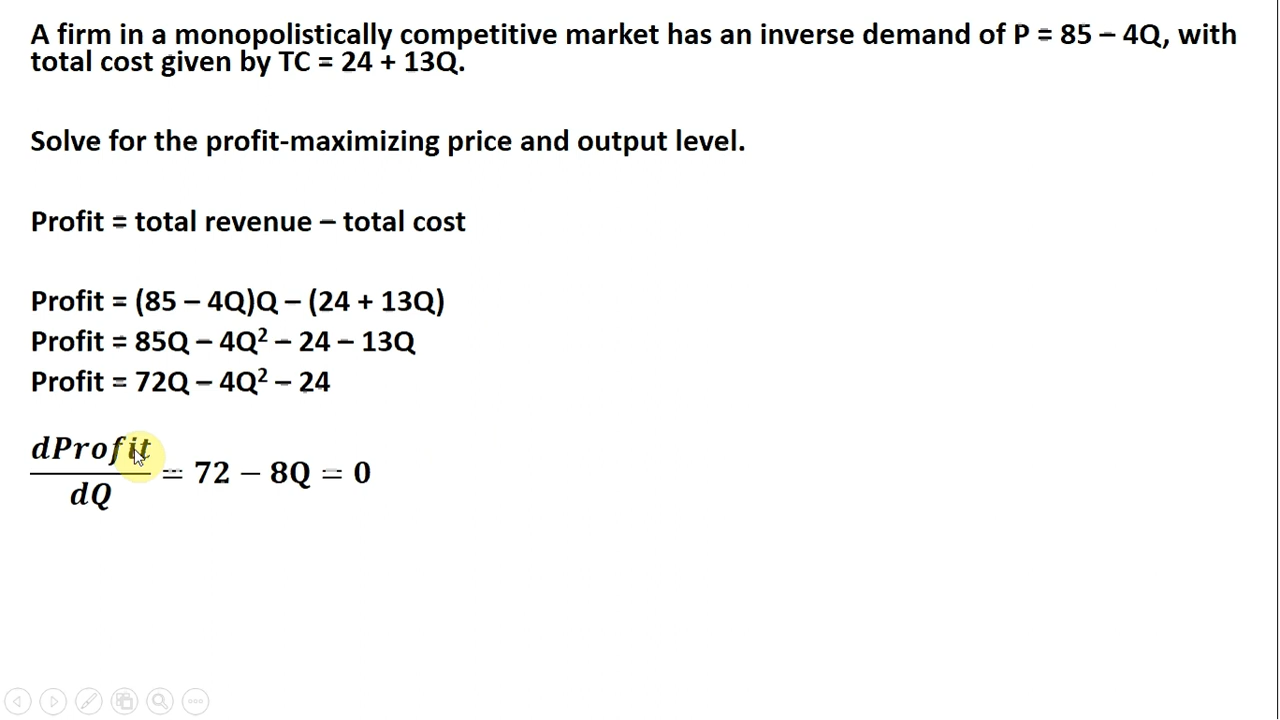 A firm in a monopolistically competitive market has an inverse demand of P = 85 – 4Q, with
total cost given by TC = 24 + 13Q.
Solve for the profit-maximizing price and output level.
Profit = total revenue – total cost
Profit = (85 – 4Q)Q – (24 + 13Q)
Profit = 85Q – 4Q² – 24 – 13Q
Profit = 72Q – 4Q² – 24
dProfit
dQ
= 72 − 8Q = 0